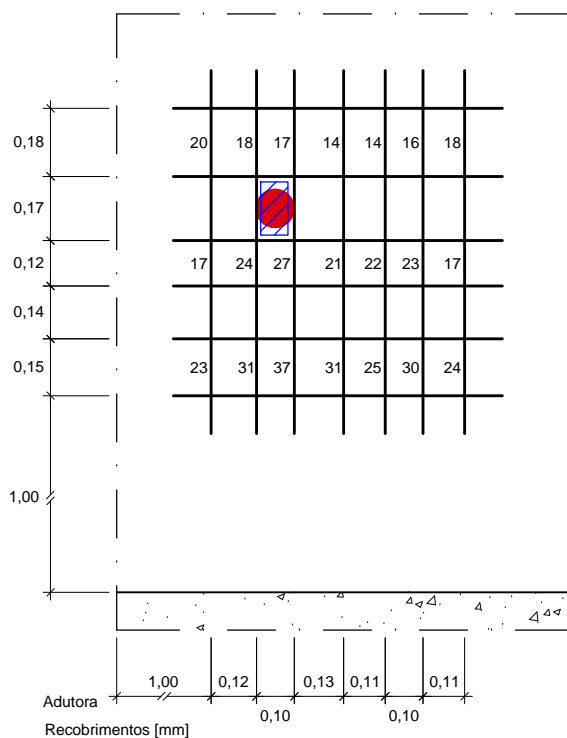 0,18 20 18 17 14 14 16 18
0,17
0,12 17 24 27 21 22 23 17
0,14
0,15 23 31 37 31 25 30 24
1,00
1,00 0,12 0,13 0,11 0,11
Adutora
0,10 0,10
Recobrimentos [mm]